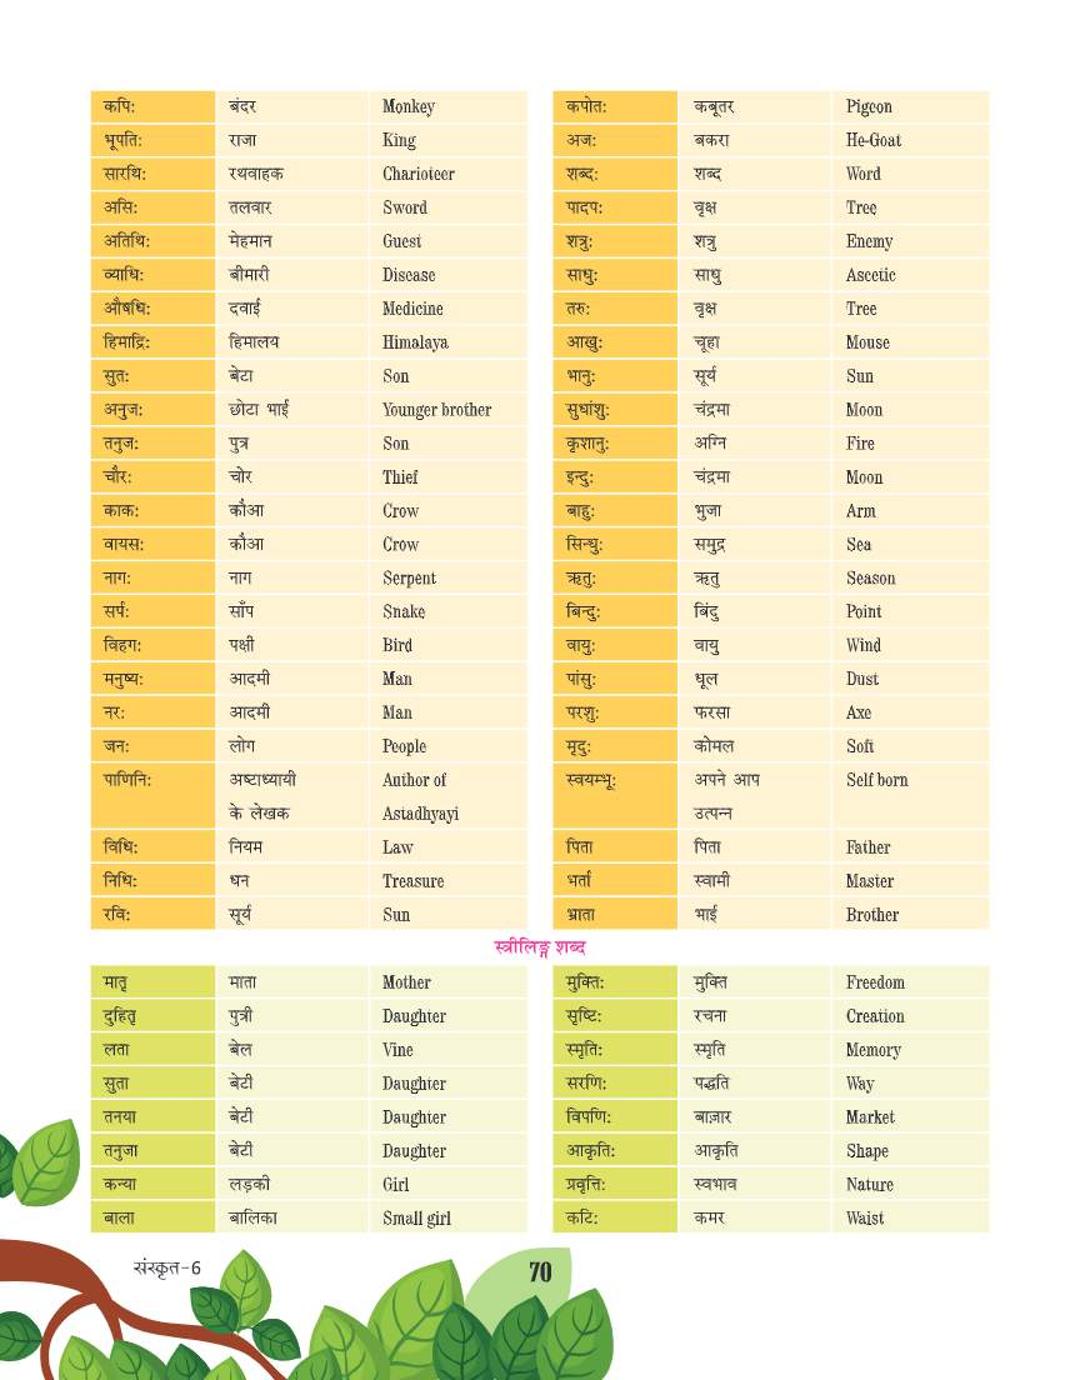 कपि: बंदर Monkey कपोत: कबूतर Pigeon
भूपति: राजा King अज: बकरा He-Goat
सारथि: रथवाहक Charioteer शब्द: शब्द Word
असि: तलवार Sword पादप: वृक्ष Tree
अतिथि: मेहमान Guest शत्रु: शत्रु Enemy
व्याधि: बीमारी Disease साधु: साधु Ascetic
औषधि: दवाई Medicine तरु: वृक्ष Tree
हिमाद्रि: हिमालय Himalaya आखु: चूहा Mouse
सुत: बेटा Son भानु: सूर्य Sun
अनुज: छोटा भाई Younger brother सुधांशु: चंद्रमा Moon
तनुज: पुत्र Son कृशानु: अग्नि Fire
चौर: चोर Thief इन्दु: चंद्रमा Moon
काक: कौआ Crow बाहु: भुजा Arm
वायस: कौआ Crow सिन्धु: समुद्र Sea
नाग: नाग Serpent ऋतु: ऋतु Season
सर्प: साँप Snake बिन्दु: बिंदु Point
विहग: पक्षी Bird वायु: वायु Wind
मनुष्य: आदमी Man पांसु: धूल Dust
नर: आदमी Man परशु: फरसा Axe
जन: लोग People मृदु: कोमल Soft
पाणिनि: अष्टाध्यायी Author of स्वयम्भू: अपने आप Self born
के लेखक Astadhyayi उत्पन्न
विधि: नियम Law पिता पिता Father
निधि: धन Treasure भर्ता स्वामी Master
रवि: सूर्य Sun भ्राता भाई Brother
स्त्रीलिङ्ग शब्द
मातृ माता Mother मुक्ति: मुक्ति Freedom
दुहितृ पुत्री Daughter सृष्टि: रचना Creation
लता बेल Vine स्मृति: स्मृति Memory
सुता बेटी Daughter सरणि: पद्धति Way
तनया बेटी Daughter विपणि: बाज़ार Market
तनुजा बेटी Daughter आकृति: आकृति Shape
कन्या लड़की Girl प्रवृत्ति: स्वभाव Nature
बाला बालिका Small girl कटि: कमर Waist
संस्कृत-6 70